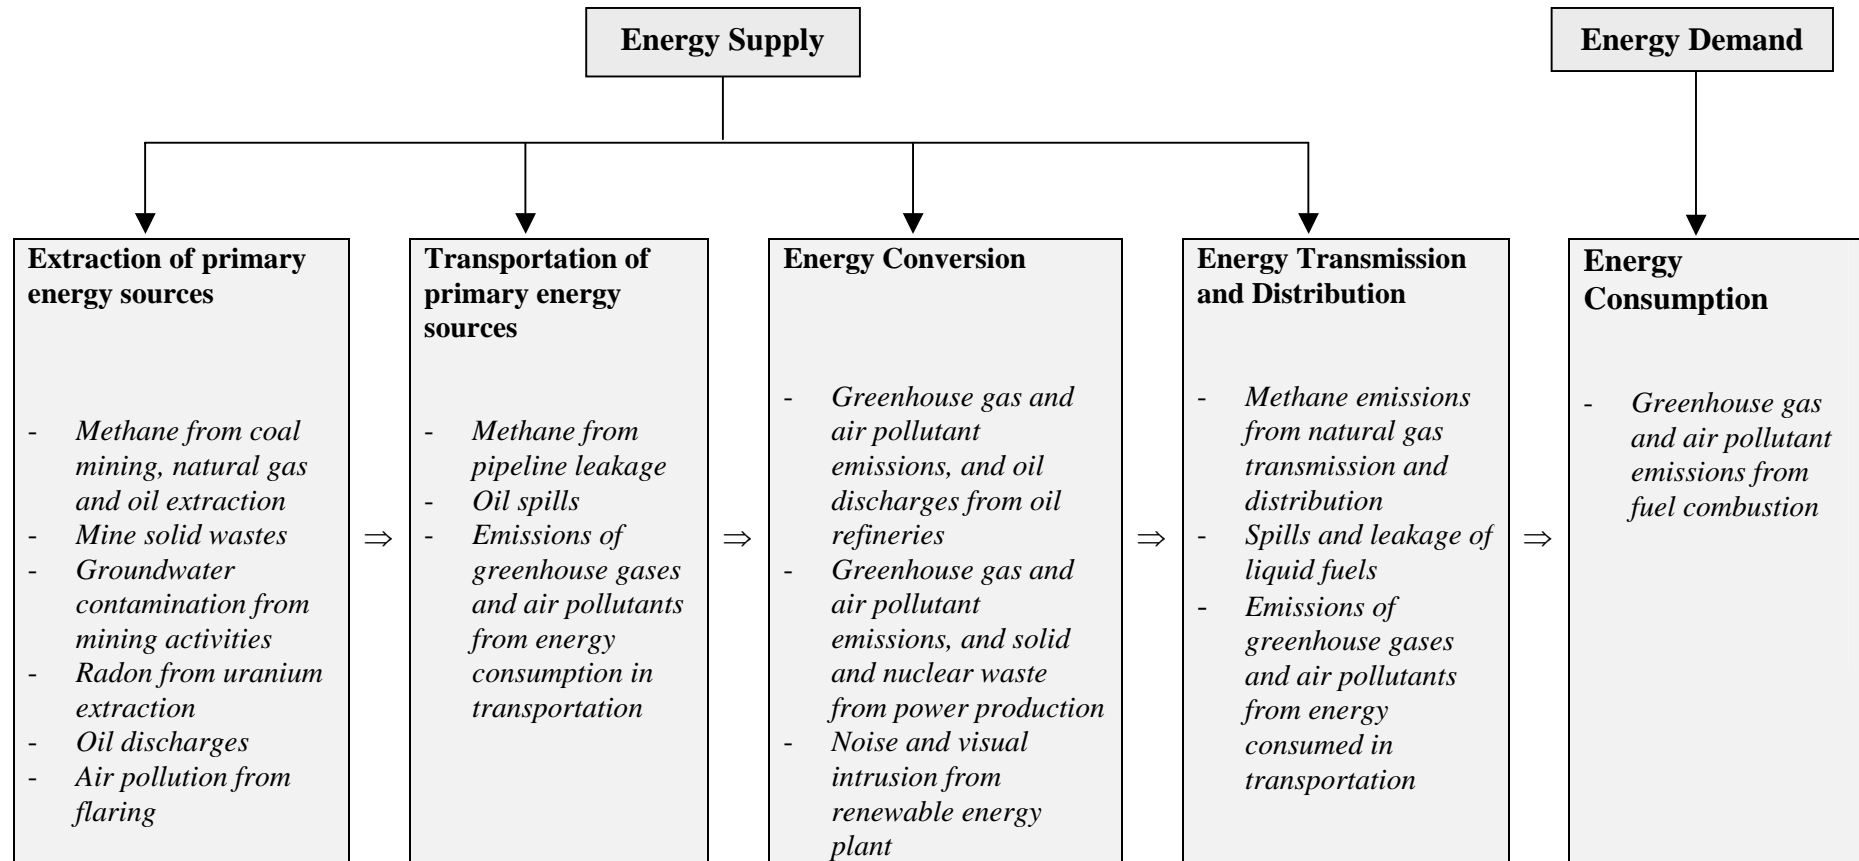 Energy Supply
Energy Demand
Extraction of primary
energy sources
- Methane from coal
mining, natural gas
and oil extraction
- Mine solid wastes
- Groundwater
contamination from
mining activities
- Radon from uranium
extraction
- Oil discharges
- Air pollution from
flaring
⇒
Transportation of
primary energy
sources
- Methane from
pipeline leakage
- Oil spills
- Emissions of
greenhouse gases
and air pollutants
from energy
consumption in
transportation
⇒
Energy Conversion
- Greenhouse gas and
air pollutant
emissions, and oil
discharges from oil
refineries
- Greenhouse gas and
air pollutant
emissions, and solid
and nuclear waste
from power production
- Noise and visual
intrusion from
renewable energy
plant
⇒
Energy Transmission
and Distribution
- Methane emissions
from natural gas
transmission and
distribution
- Spills and leakage of
liquid fuels
- Emissions of
greenhouse gases
and air pollutants
from energy
consumed in
transportation
⇒
Energy
Consumption
- Greenhouse gas
and air pollutant
emissions from
fuel combustion